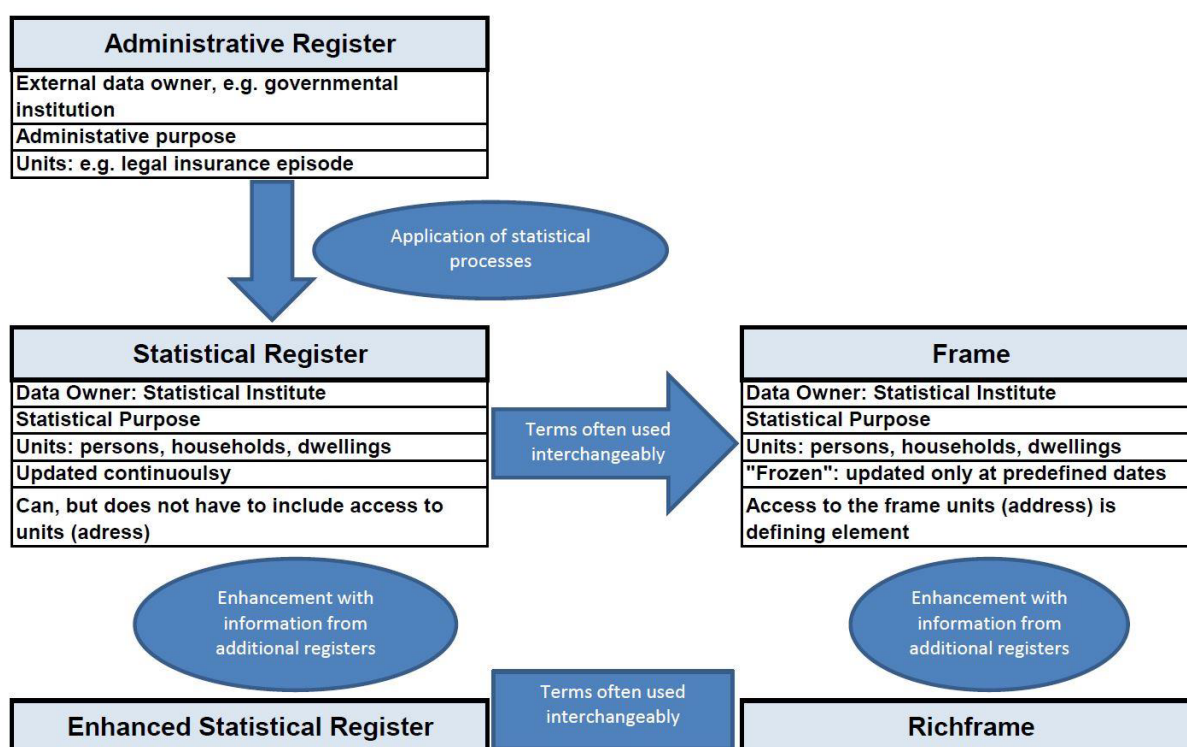 Administrative Register
External data owner, e.g. governmental
institution
Administative purpose
Units: e.g. legal insurance episode
Application of statistical
processes
Statistical Register
Data Owner: Statistical Institute
Statistical Purpose
Units: persons, households, dwellings
Updated continuoulsy
Can, but does not have to include access to
units (adress)
Terms often used
interchangeably
Frame
Data Owner: Statistical Institute
Statistical Purpose
Units: persons, households, dwellings
"Frozen": updated only at predefined dates
Access to the frame units (address) is
defining element
Enhancement with
information from
additional registers
Enhancement with
information from
additional registers
Enhanced Statistical Register
Terms often used
interchangeably
Richframe